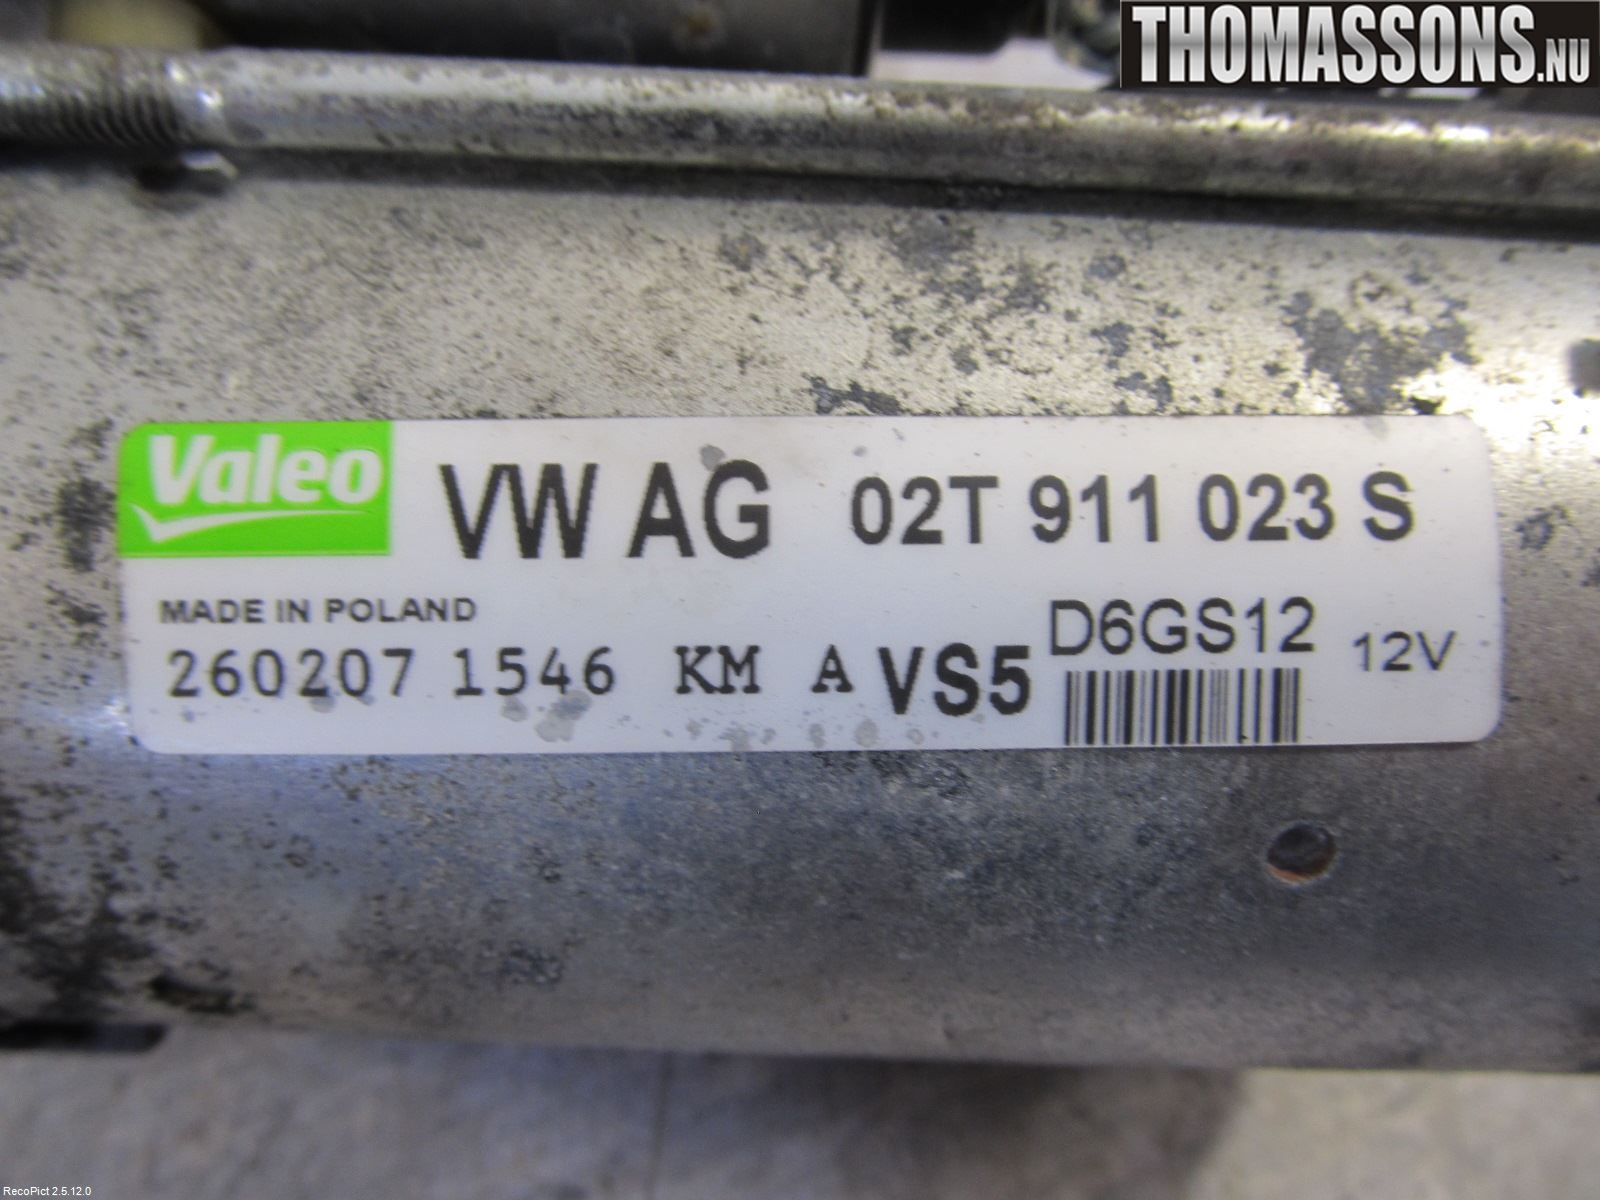 THOMASSONS.NU
Valeo VW AG 02T 911 023 S
MADE IN POLAND D6GS12 12V
260207 1546 KM A VS5
RecoPict 2.5.12.0